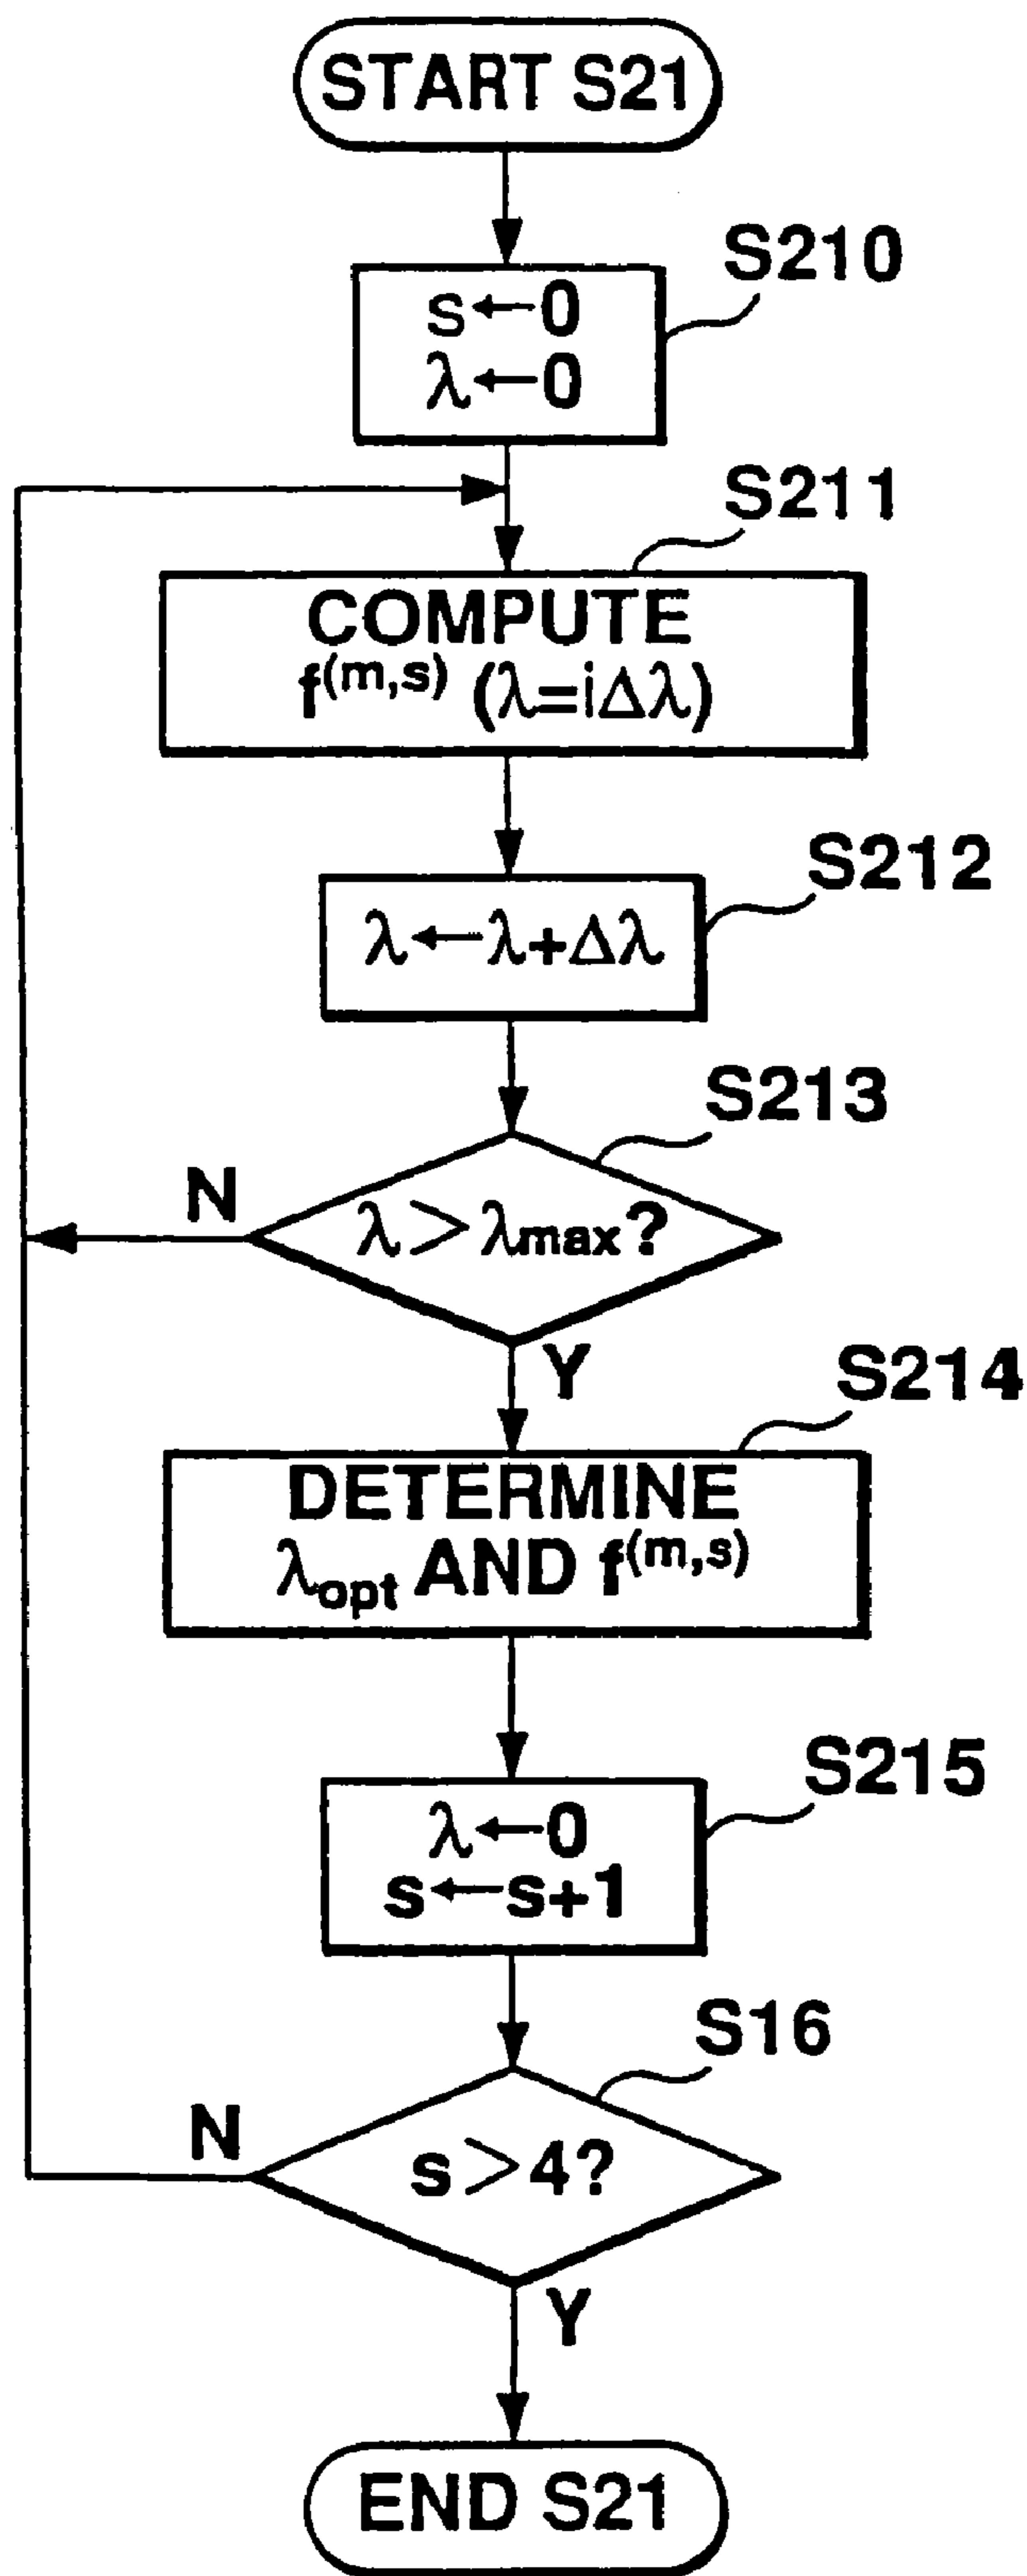 START S21
S210
s←0
λ←0
S211
COMPUTE
f^(m,s) (λ=iΔλ)
S212
λ←λ+Δλ
S213
N
λ>λmax?
Y
S214
DETERMINE
λopt AND f^(m,s)
S215
λ←0
s←s+1
S16
N
s>4?
Y
END S21